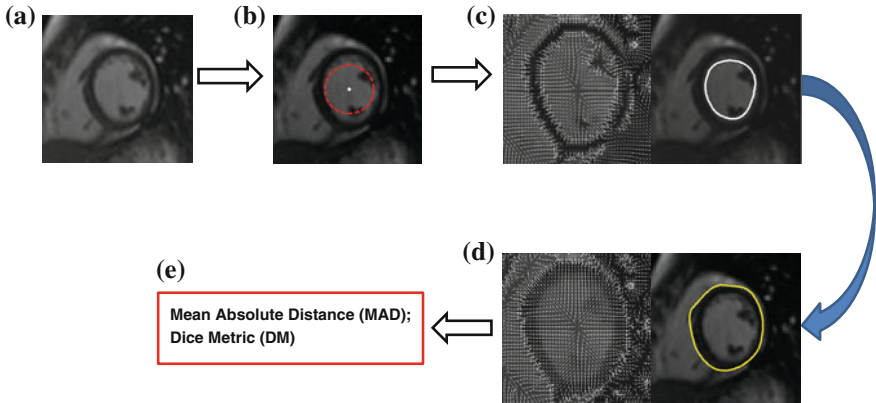 (a)
(b)
(c)
(d)
(e)
Mean Absolute Distance (MAD);
Dice Metric (DM)